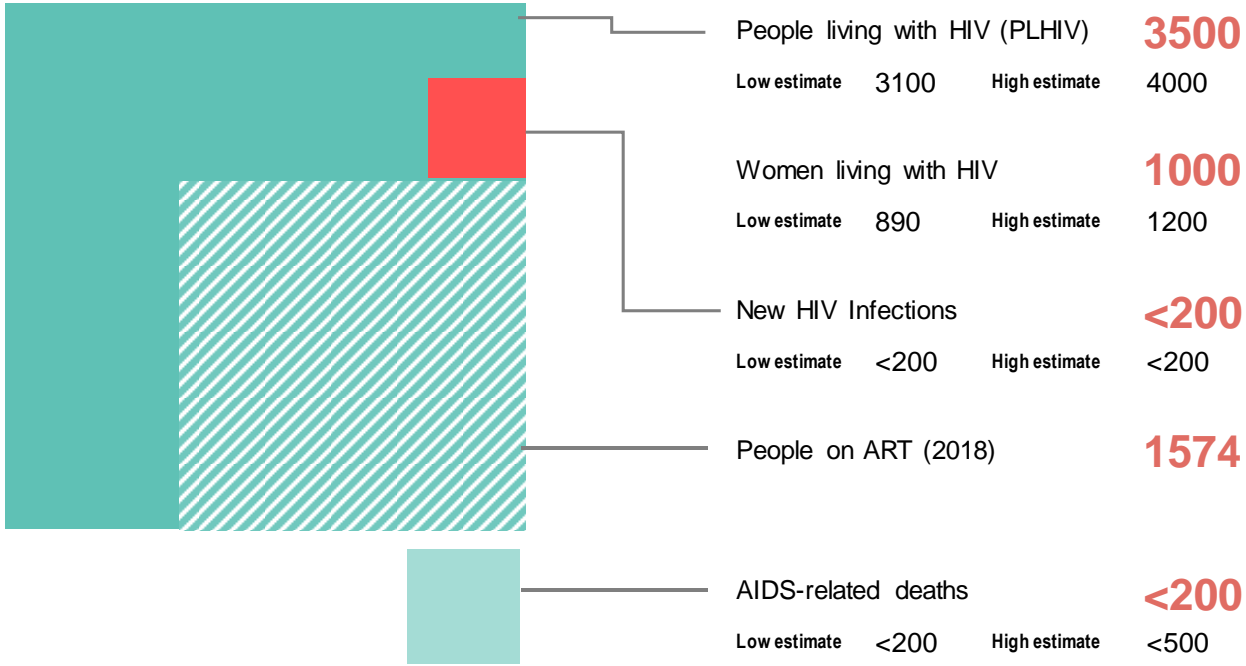 People living with HIV (PLHIV) 3500
Low estimate 3100 High estimate 4000
Women living with HIV 1000
Low estimate 890 High estimate 1200
New HIV Infections <200
Low estimate <200 High estimate <200
People on ART (2018) 1574
AIDS-related deaths <200
Low estimate <200 High estimate <500